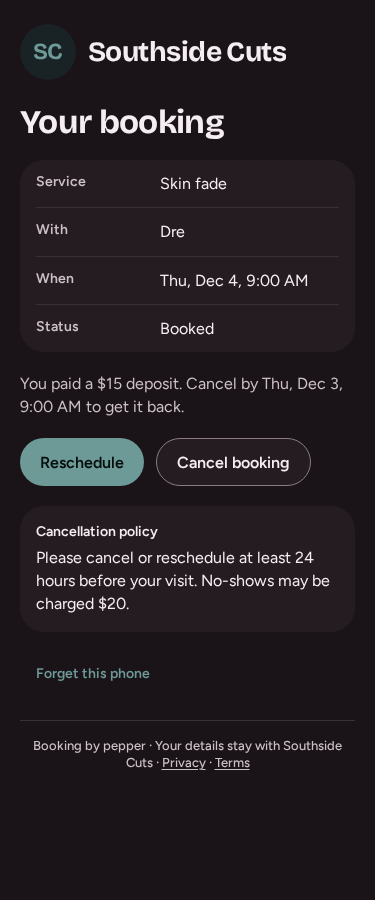 SC Southside Cuts
Your booking
Service Skin fade
With Dre
When Thu, Dec 4, 9:00 AM
Status Booked
You paid a $15 deposit. Cancel by Thu, Dec 3,
9:00 AM to get it back.
Reschedule Cancel booking
Cancellation policy
Please cancel or reschedule at least 24
hours before your visit. No-shows may be
charged $20.
Forget this phone
Booking by pepper · Your details stay with Southside
Cuts · Privacy · Terms